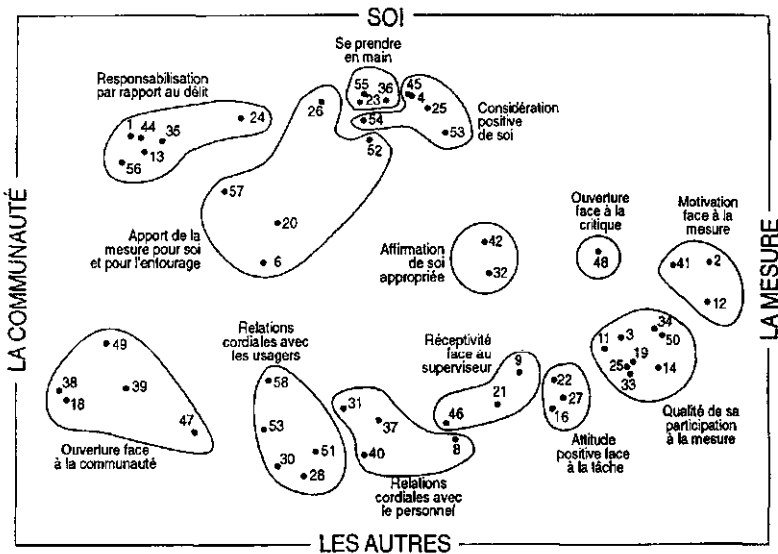 SOI
Se prendre
en main
Responsabilisation
par rapport au délit
55
36
45
4
23
25
26
24
54
53
Considération
positive
de soi
1
44
35
13
56
52
57
20
6
Apport de la
mesure pour soi
et pour l'entourage
LA COMMUNAUTÉ
Affirmation
de soi
appropriée
42
32
Ouverture
face à la
critique
48
Motivation
face à la
mesure
41
2
12
LA MESURE
49
38
18
39
47
Ouverture face
à la communauté
Relations
cordiales avec
les usagers
58
53
30
51
28
31
37
40
8
Relations
cordiales avec
le personnel
Réceptivité
face au
superviseur
9
21
46
22
27
16
Attitude
positive face
à la tâche
11
3
34
50
19
25
33
14
Qualité de sa
participation
à la mesure
LES AUTRES